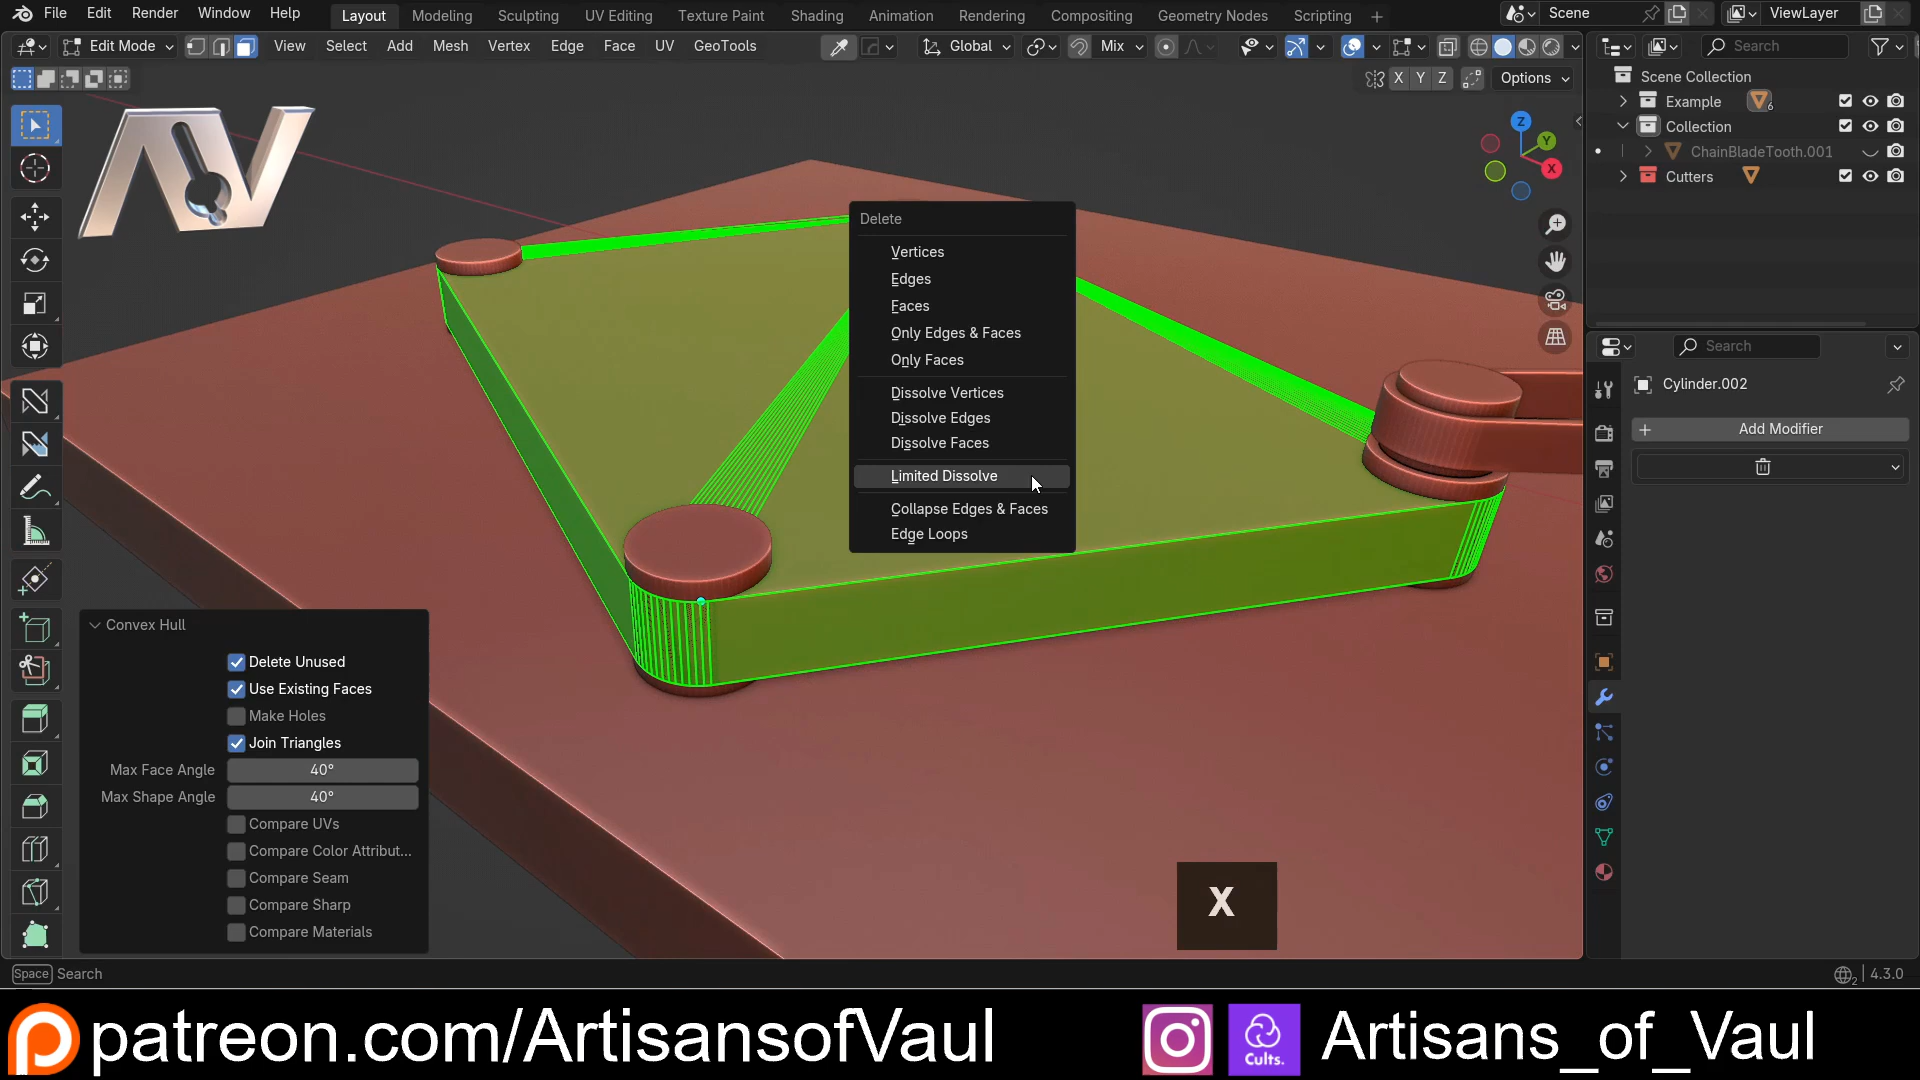 File Edit Render Window Help Layout Modeling Sculpting UV Editing Texture Paint Shading Animation Rendering Compositing Geometry Nodes Scripting + Scene ViewLayer
Edit Mode View Select Add Mesh Vertex Edge Face UV GeoTools Global Mix Search
X Y Z Options
Scene Collection
Example 6
Collection
ChainBladeTooth.001
Cutters
AV
Z
Y
X
Delete
Vertices
Edges
Faces
Only Edges & Faces
Only Faces
Dissolve Vertices
Dissolve Edges
Dissolve Faces
Limited Dissolve
Collapse Edges & Faces
Edge Loops
Search
Cylinder.002
+ Add Modifier
Convex Hull
Delete Unused
Use Existing Faces
Make Holes
Join Triangles
Max Face Angle 40°
Max Shape Angle 40°
Compare UVs
Compare Color Attribut...
Compare Seam
Compare Sharp
Compare Materials
X
Space Search
2 4.3.0
patreon.com/ArtisansofVaul
Cults.
Artisans_of_Vaul